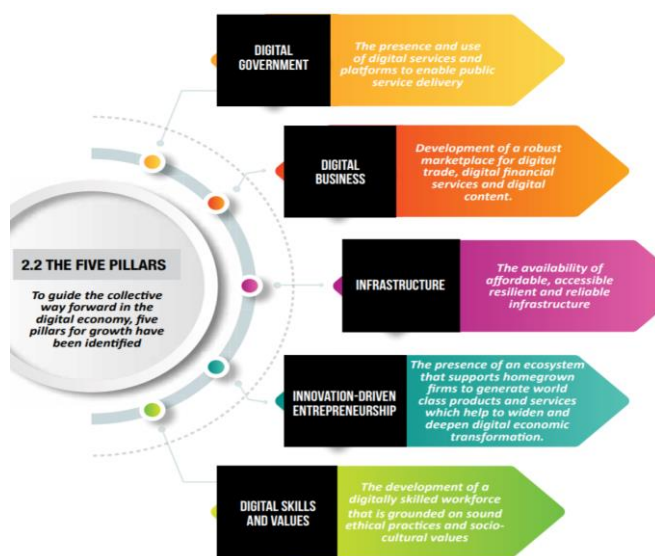 DIGITAL
GOVERNMENT
The presence and use
of digital services and
platforms to enable public
service delivery
DIGITAL
BUSINESS
Development of a robust
marketplace for digital
trade, digital financial
services and digital
content.
2.2 THE FIVE PILLARS
To guide the collective
way forward in the
digital economy, five
pillars for growth have
been identified
INFRASTRUCTURE
The availability of
affordable, accessible
resilient and reliable
infrastructure
INNOVATION-DRIVEN
ENTREPRENEURSHIP
The presence of an ecosystem
that supports homegrown
firms to generate world
class products and services
which help to widen and
deepen digital economic
transformation.
DIGITAL SKILLS
AND VALUES
The development of a
digitally skilled workforce
that is grounded on sound
ethical practices and socio-
cultural values